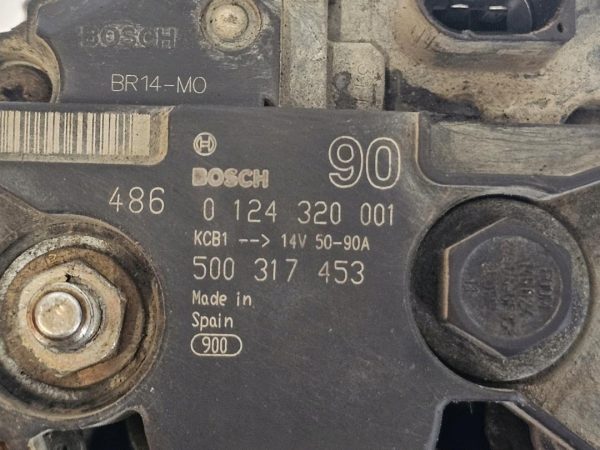 BOSCH
BR14-M0
BOSCH
90
486
0 124 320 001
KCB1 --> 14V 50-90A
500 317 453
Made in
Spain
900